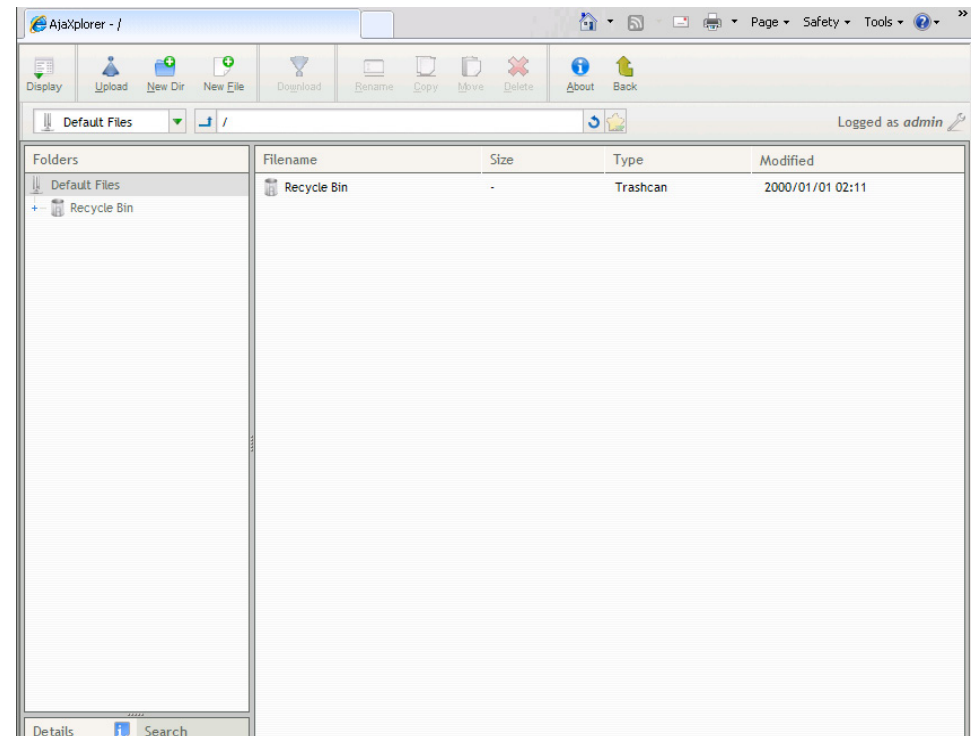 AjaXplorer - /
Page Safety Tools »
Display Upload New Dir New File Download Rename Copy Move Delete About Back
Default Files / Logged as admin
Folders Filename Size Type Modified
Default Files Recycle Bin - Trashcan 2000/01/01 02:11
Recycle Bin
Details Search